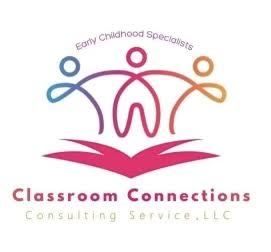 Early Childhood Specialists
Classroom Connections
Consulting Service,LLC